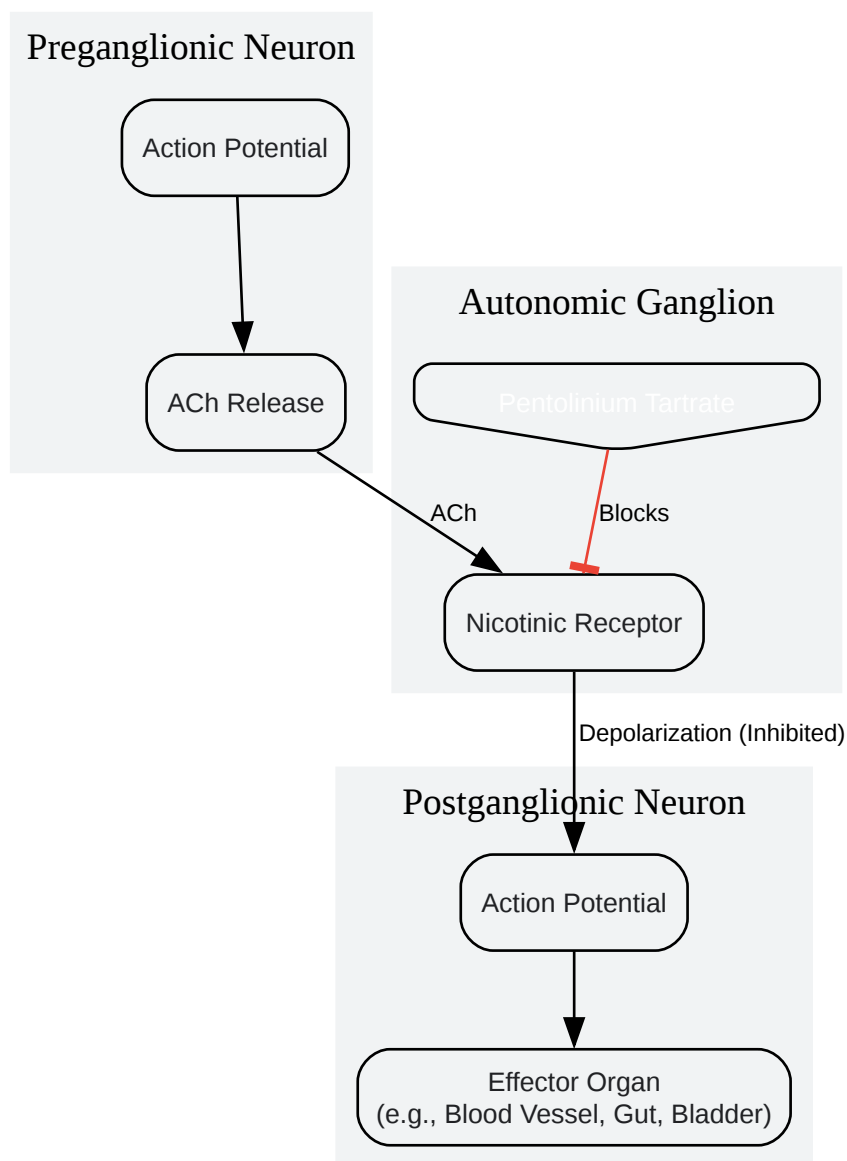 Preganglionic Neuron
Action Potential
ACh Release
Autonomic Ganglion
Pentolinium Tartrate
ACh
Blocks
Nicotinic Receptor
Depolarization (Inhibited)
Postganglionic Neuron
Action Potential
Effector Organ
(e.g., Blood Vessel, Gut, Bladder)